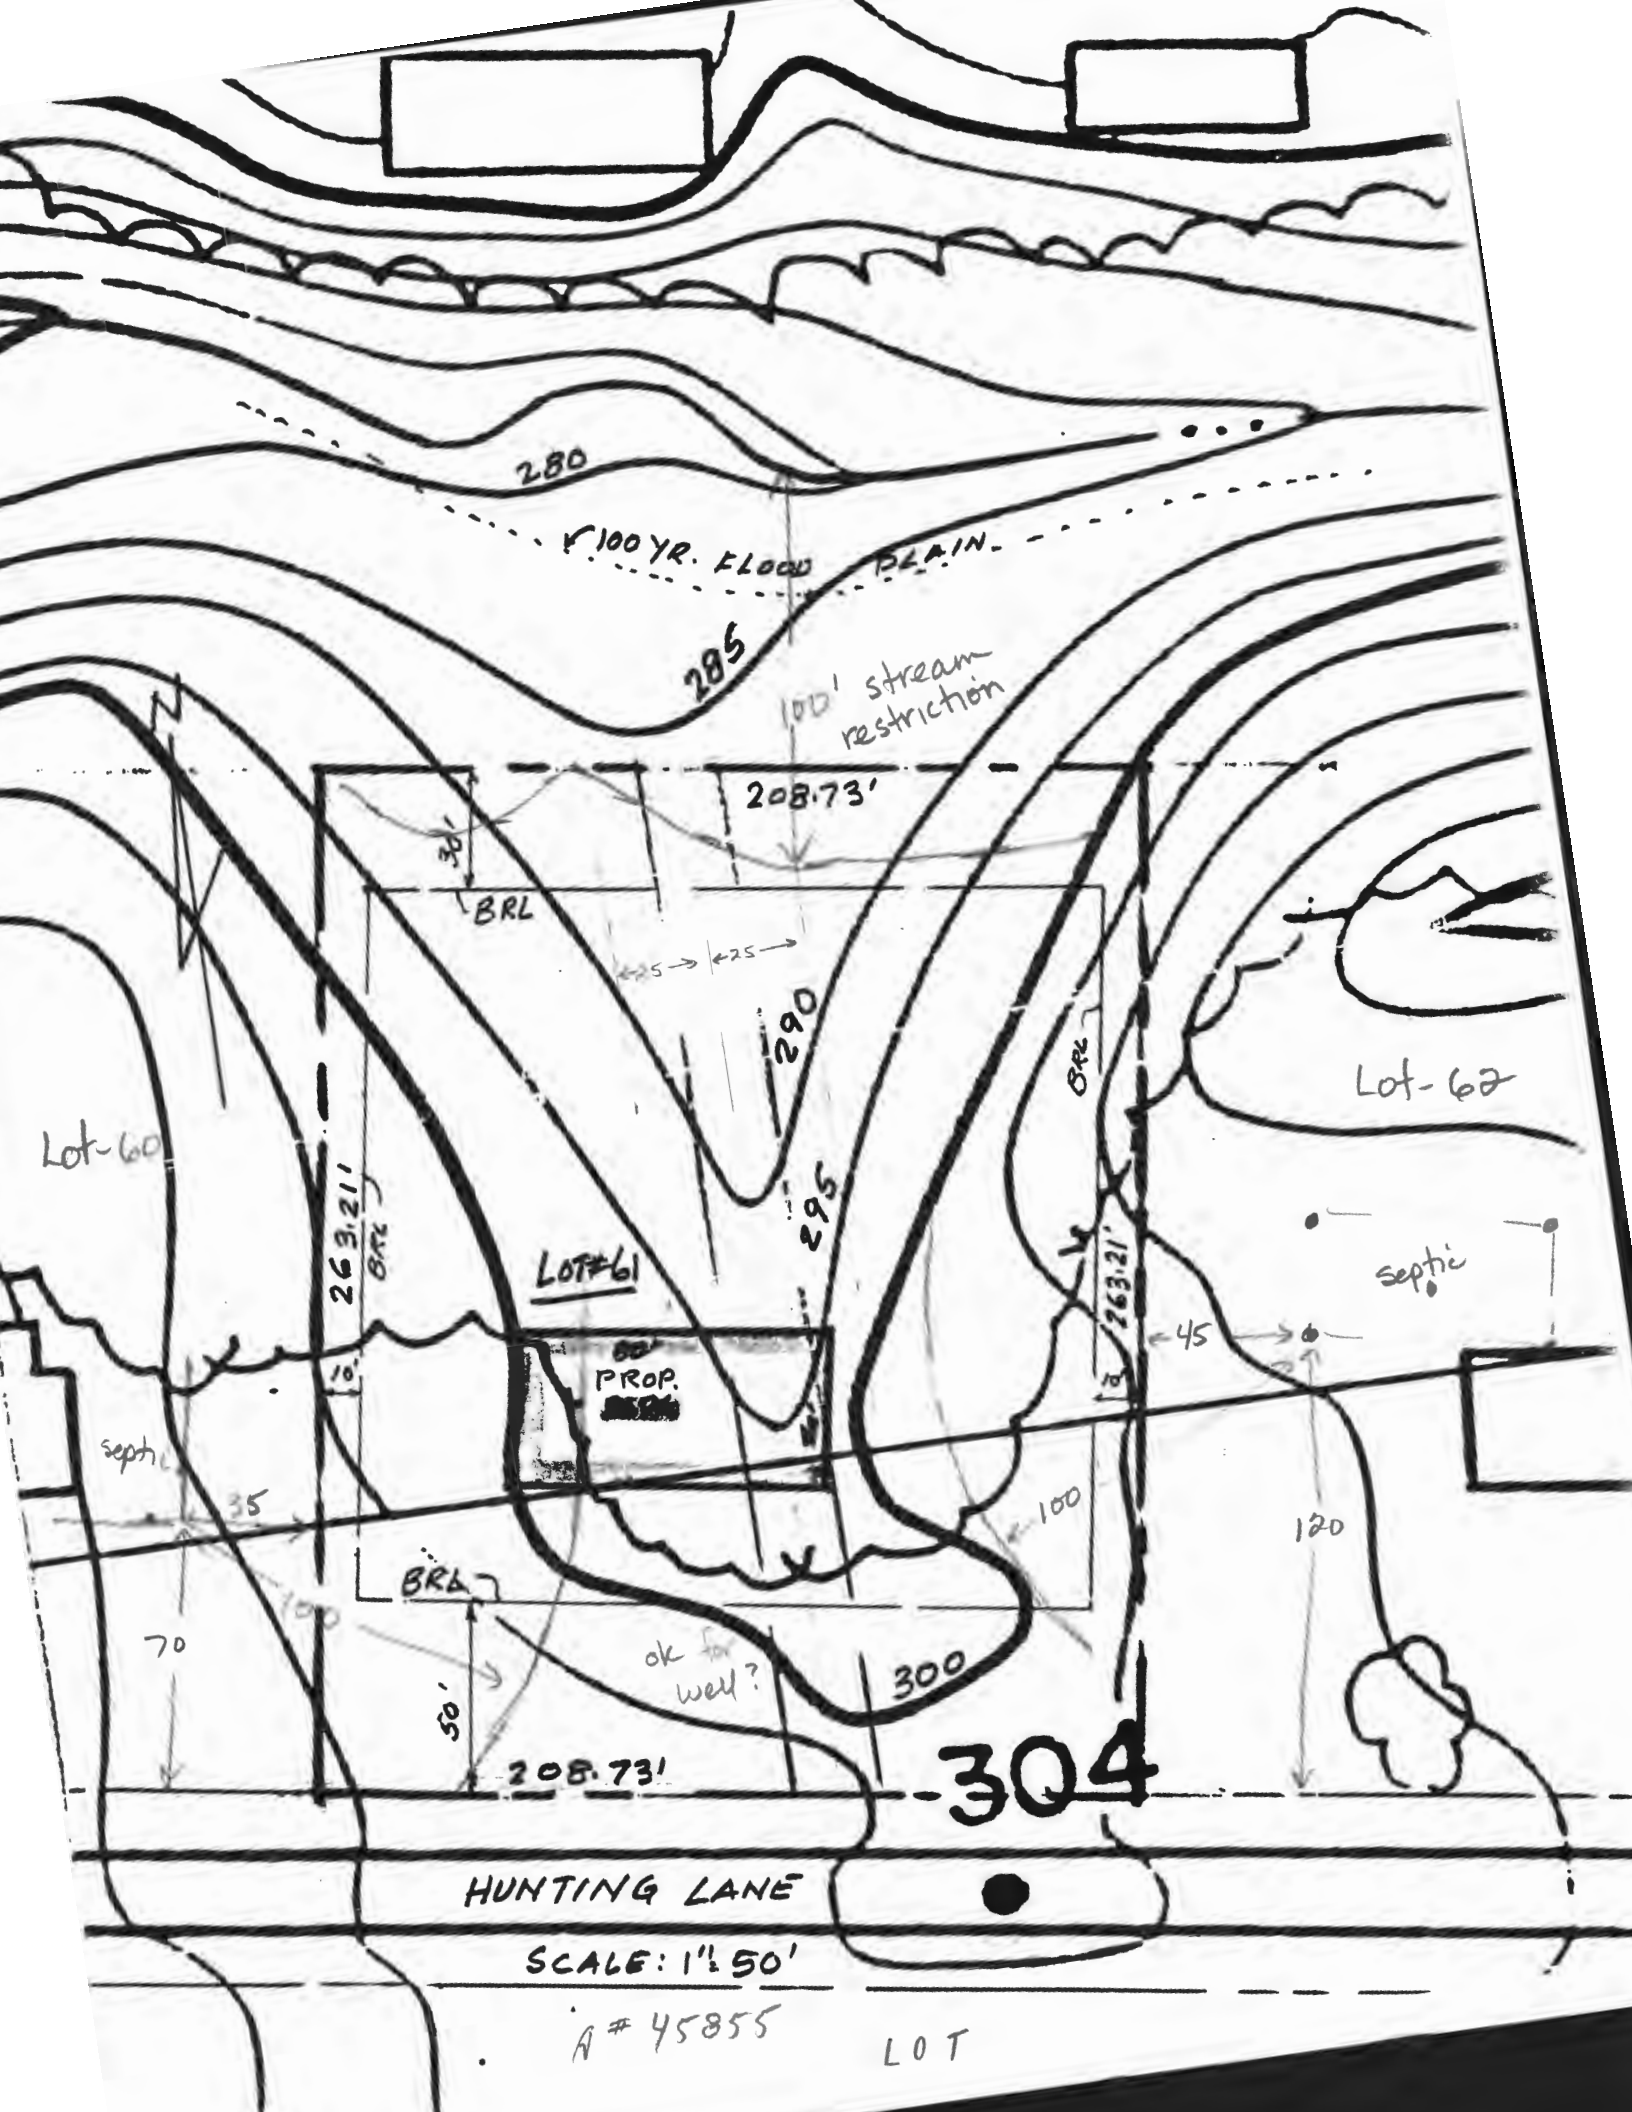 280
100 YR. FLOOD PLAIN
285
100' stream
restriction
N
208.73'
30'
BRL
←25→ ←25→
290
BRL
Lot-62
Lot-60
263.21'
BRL
295
LOT#61
263.21'
septic
45
10'
PROP.
septic
35
100
120
BRL
100
70
ok for
well?
300
50'
208.73'
304
HUNTING LANE
SCALE: 1"=50'
A# 45855
LOT